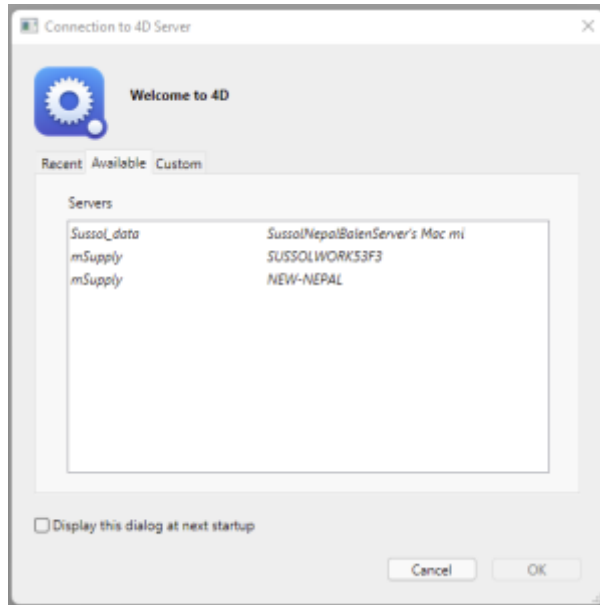 Connection to 4D Server
Welcome to 4D
Recent Available Custom
Servers
Sussol_data SussolNepalBalenServer's Mac mi
mSupply SUSSOLWORK53F3
mSupply NEW-NEPAL
Display this dialog at next startup
Cancel OK